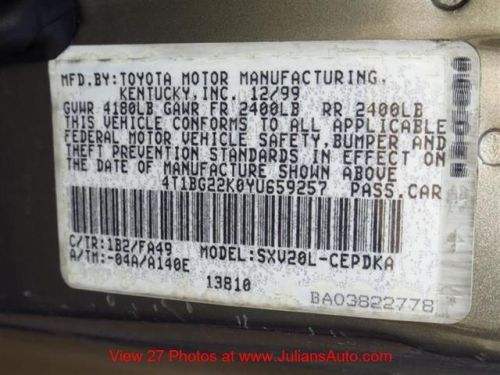 MFD.BY:TOYOTA MOTOR MANUFACTURING,
KENTUCKY,INC. 12/99
GVWR 4180LB GAWR FR 2400LB RR 2400LB
THIS VEHICLE CONFORMS TO ALL APPLICABLE
FEDERAL MOTOR VEHICLE SAFETY,BUMPER AND
THEFT PREVENTION STANDARDS IN EFFECT ON
THE DATE OF MANUFACTURE SHOWN ABOVE
4T1BG22K0YU659257 PASS.CAR
C/TR:1B2/FA49 MODEL:SXV20L-CEPDKA
A/TM:-04A/A140E
13810
BA03822778
View 27 Photos at www.JuliansAuto.com